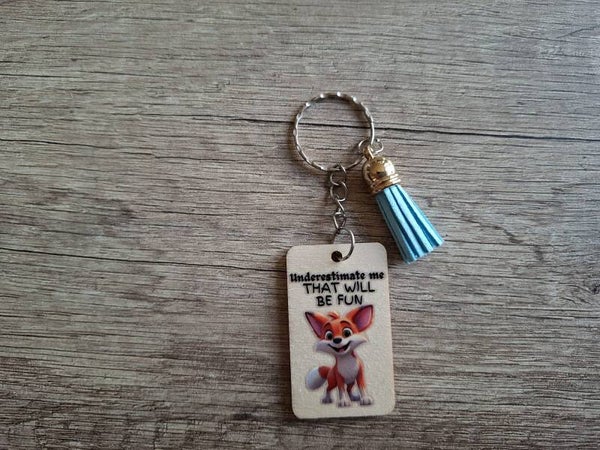 Underestimate me
THAT WILL
BE FUN